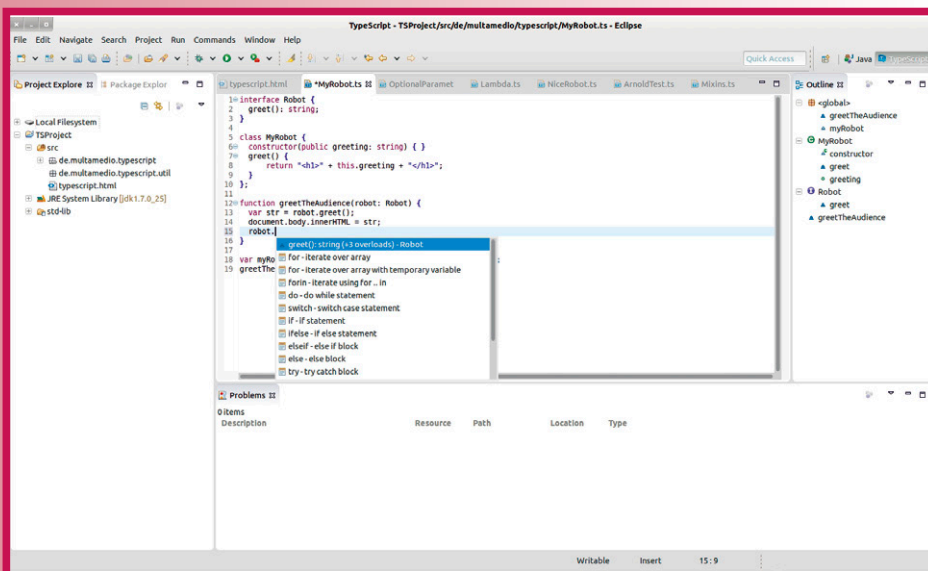 TypeScript - TSProject/src/de/multamedio/typescript/MyRobot.ts - Eclipse
File Edit Navigate Search Project Run Commands Window Help
Quick Access
Java
Project Explore
Package Explor
Local Filesystem
TSProject
src
de.multamedio.typescript
de.multamedio.typescript.util
typescript.html
JRE System Library [jdk1.7.0_25]
std-lib
typescript.html *MyRobot.ts OptionalParamet Lambda.ts NiceRobot.ts ArnoldTest.ts Mixins.ts
1 interface Robot {
2 greet(): string;
3 }
4
5 class MyRobot {
6 constructor(public greeting: string) { }
7 greet() {
8 return "<h1>" + this.greeting + "</h1>";
9 }
10 };
11
12 function greetTheAudience(robot: Robot) {
13 var str = robot.greet();
14 document.body.innerHTML = str;
15 robot.
16 }
17
18 var myRo
19 greetThe
greet(): string (+3 overloads) - Robot
for - iterate over array
for - iterate over array with temporary variable
forin - iterate using for .. in
do - do while statement
switch - switch case statement
if - if statement
ifelse - if else statement
elseif - else if block
else - else block
try - try catch block
Outline
<global>
greetTheAudience
myRobot
MyRobot
constructor
greet
greeting
Robot
greet
greetTheAudience
Problems
0 items
Description Resource Path Location Type
Writable Insert 15 : 9